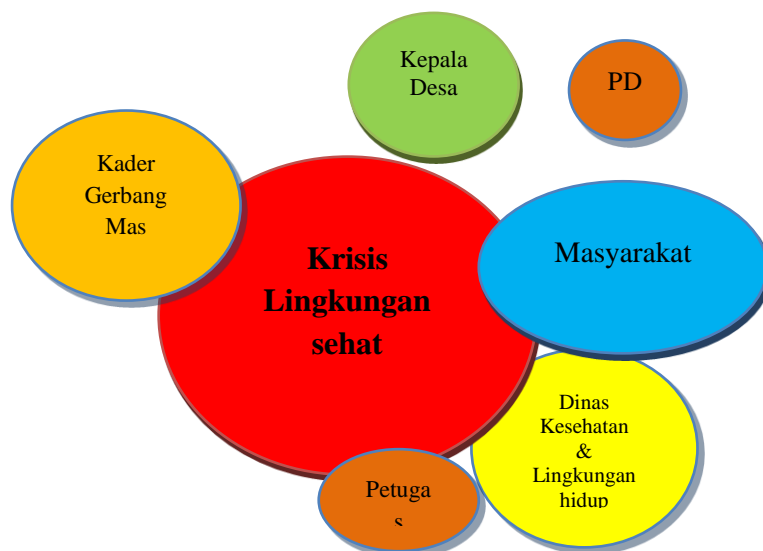 Kepala
Desa
PD
Kader
Gerbang
Mas
Masyarakat
Krisis
Lingkungan
sehat
Dinas
Kesehatan
&
Lingkungan
hidup
Petuga
s